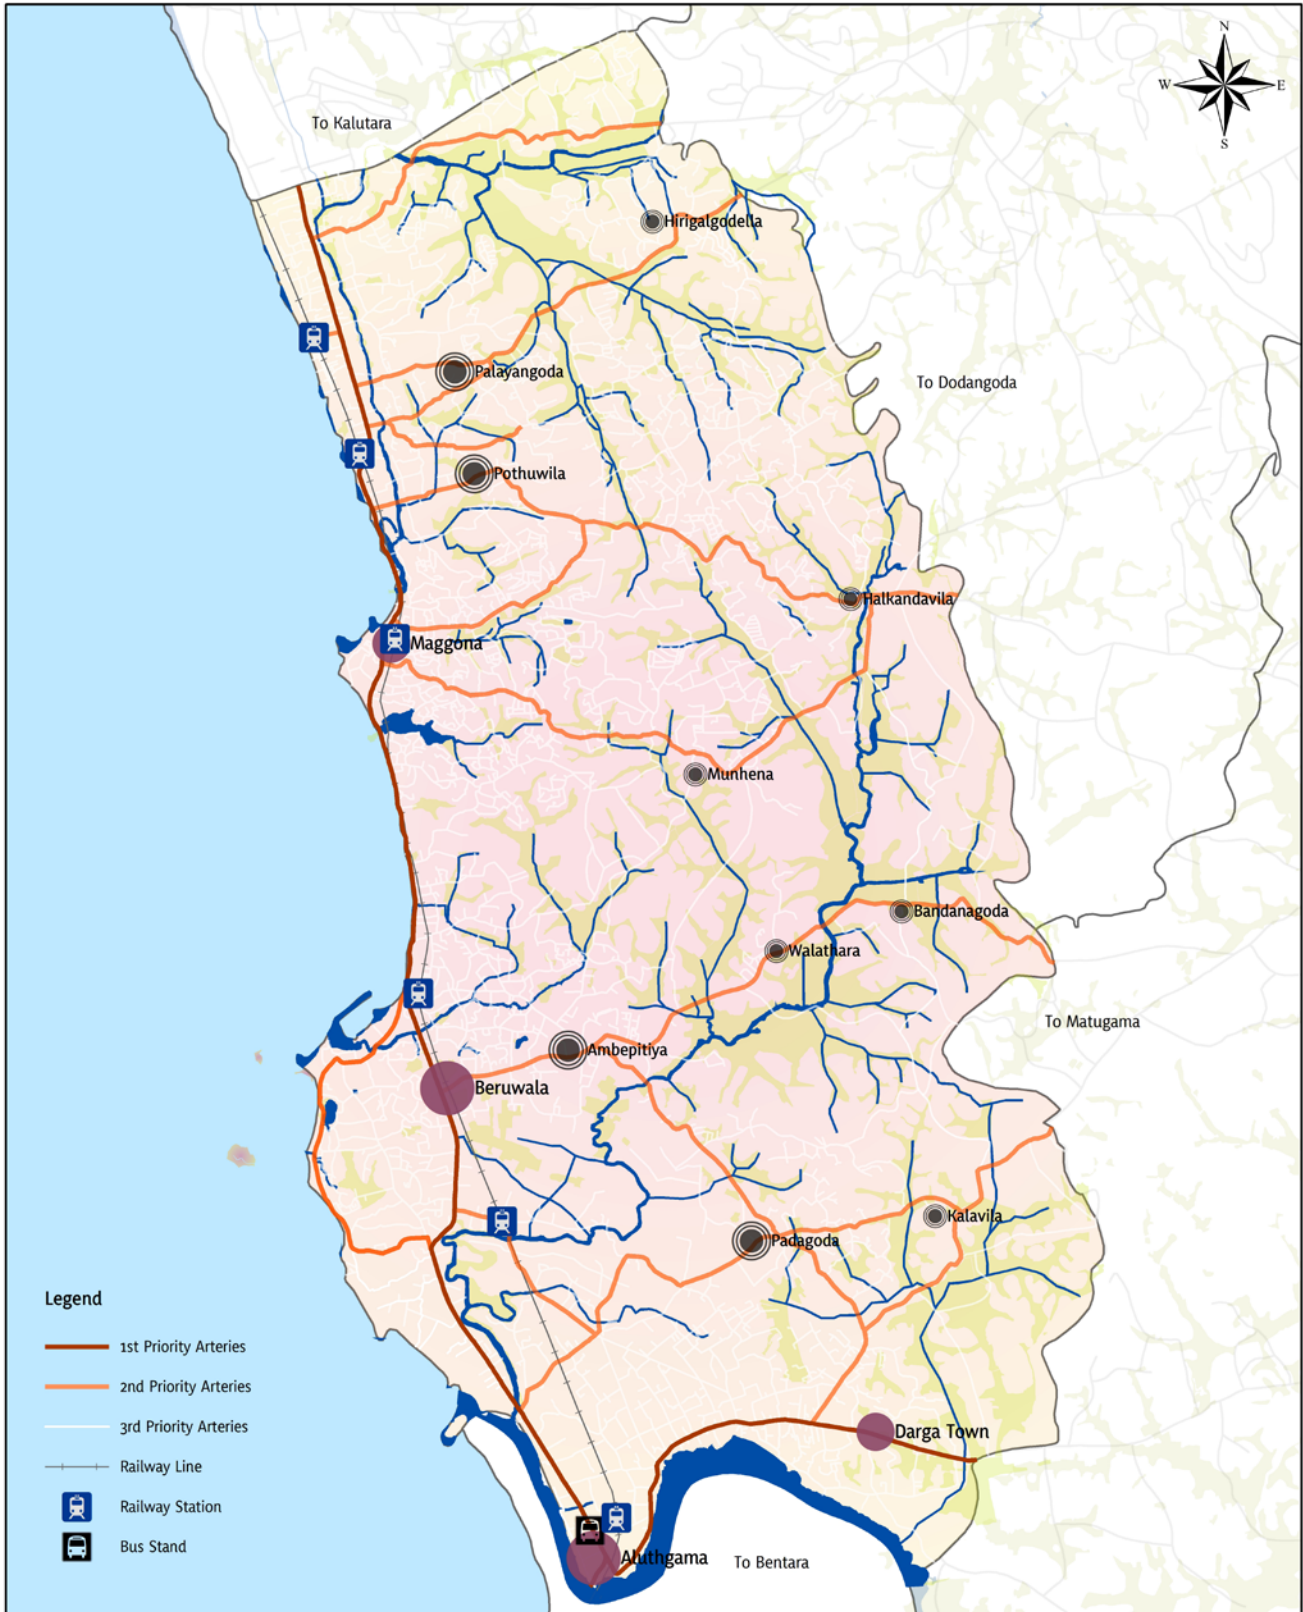 N
W
E
S
To Kalutara
Hirigalgodella
Palayangoda
To Dodangoda
Pothuwila
Halkandavila
Maggona
Munhena
Bandanagoda
Walathara
To Matugama
Ambepitiya
Beruwala
Kalavila
Padagoda
Legend
1st Priority Arteries
2nd Priority Arteries
3rd Priority Arteries
Railway Line
Railway Station
Bus Stand
Darga Town
Aluthgama
To Bentara